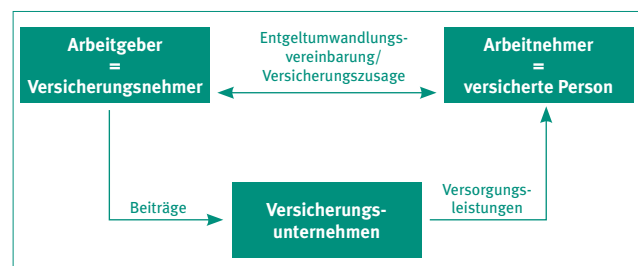 Arbeitgeber
=
Versicherungsnehmer
Entgeltumwandlungs-
vereinbarung/
Versicherungszusage
Arbeitnehmer
=
versicherte Person
Beiträge
Versicherungs-
unternehmen
Versorgungs-
leistungen